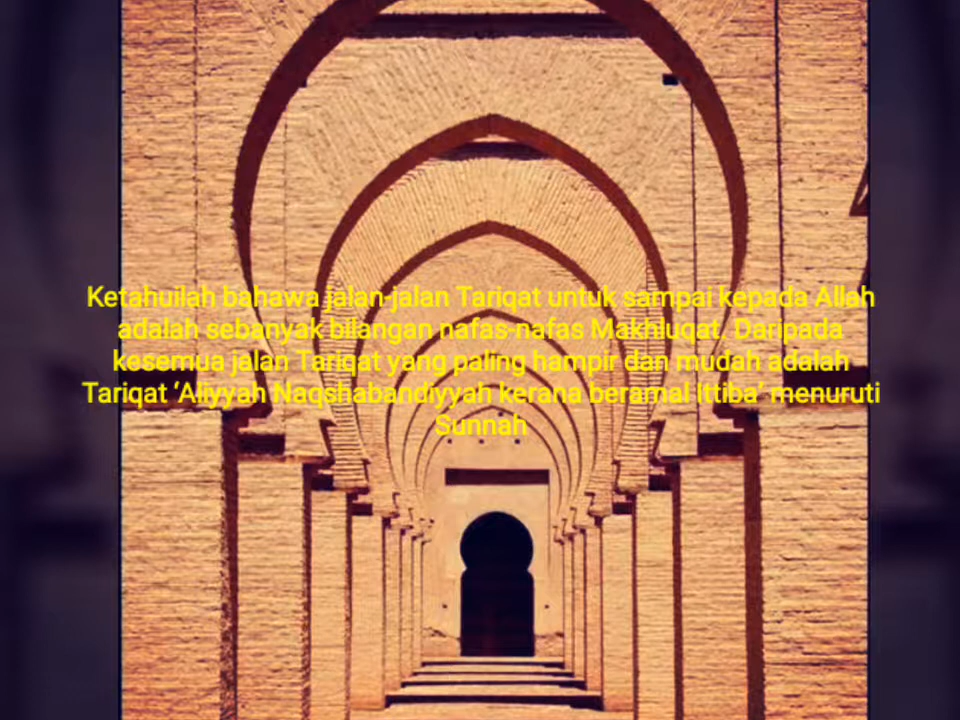 Ketahuilah bahawa jalan-jalan Tariqat untuk sampai kepada Allah
adalah sebanyak bilangan nafas-nafas Makhluqat. Daripada
kesemua jalan Tariqat yang paling hampir dan mudah adalah
Tariqat ‘Aliyyah Naqshabandiyyah kerana beramal Ittiba’ menuruti
Sunnah